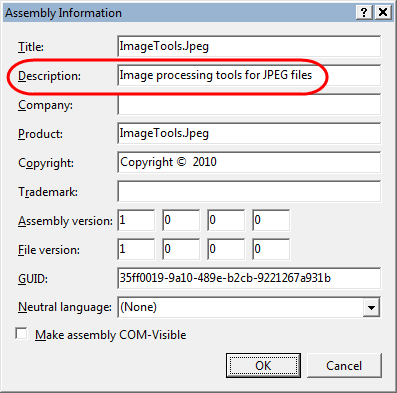 Assembly Information
Title: ImageTools.Jpeg
Description: Image processing tools for JPEG files
Company:
Product: ImageTools.Jpeg
Copyright: Copyright © 2010
Trademark:
Assembly version: 1 0 0 0
File version: 1 0 0 0
GUID: 35ff0019-9a10-489e-b2cb-9221267a931b
Neutral language: (None)
Make assembly COM-Visible
OK Cancel